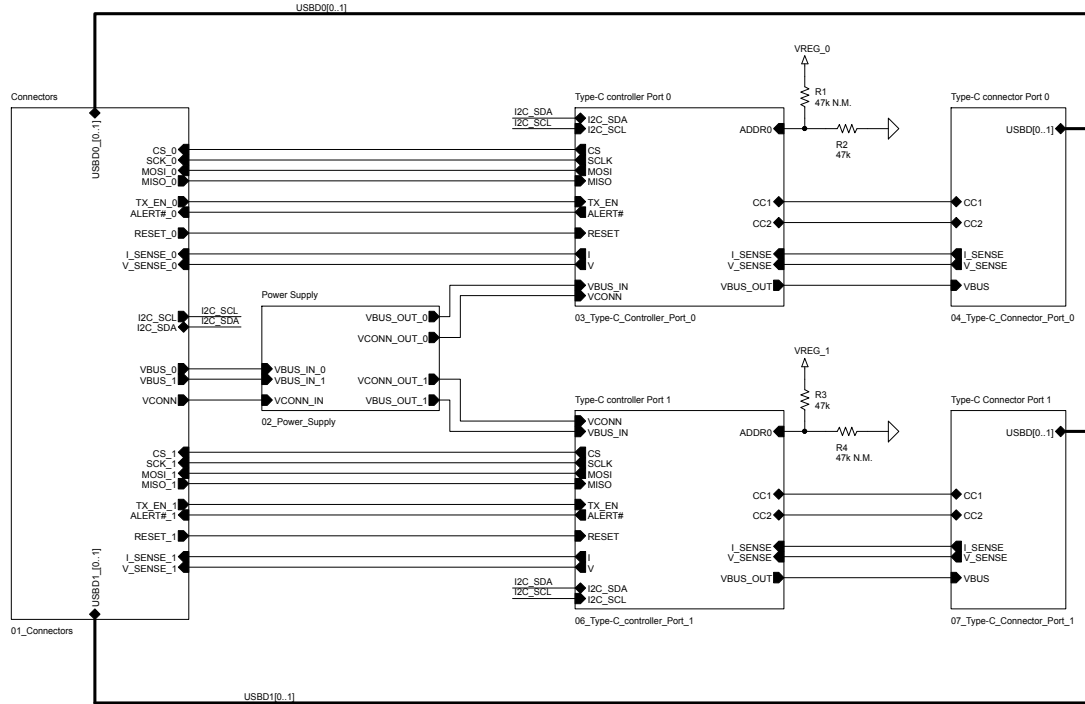 USBD0[0..1]
Connectors
USBD0_[0..1]
CS_0
SCK_0
MOSI_0
MISO_0
TX_EN_0
ALERT#_0
RESET_0
I_SENSE_0
V_SENSE_0
I2C_SCL
I2C_SDA
I2C_SCL
I2C_SDA
VBUS_0
VBUS_1
VCONN
CS_1
SCK_1
MOSI_1
MISO_1
TX_EN_1
ALERT#_1
RESET_1
I_SENSE_1
V_SENSE_1
USBD1_[0..1]
01_Connectors
Power Supply
VBUS_OUT_0
VCONN_OUT_0
VBUS_IN_0
VBUS_IN_1
VCONN_IN
VCONN_OUT_1
VBUS_OUT_1
02_Power_Supply
Type-C controller Port 0
I2C_SDA
I2C_SCL
I2C_SDA
I2C_SCL
CS
SCLK
MOSI
MISO
TX_EN
ALERT#
RESET
I
V
VBUS_IN
VCONN
ADDR0
CC1
CC2
I_SENSE
V_SENSE
VBUS_OUT
03_Type-C_Controller_Port_0
VREG_0
R1
47k N.M.
R2
47k
Type-C connector Port 0
USBD[0..1]
CC1
CC2
I_SENSE
V_SENSE
VBUS
04_Type-C_Connector_Port_0
Type-C controller Port 1
VCONN
VBUS_IN
CS
SCLK
MOSI
MISO
TX_EN
ALERT#
RESET
I
V
I2C_SDA
I2C_SCL
I2C_SDA
I2C_SCL
ADDR0
CC1
CC2
I_SENSE
V_SENSE
VBUS_OUT
06_Type-C_controller_Port_1
VREG_1
R3
47k
R4
47k N.M.
Type-C Connector Port 1
USBD[0..1]
CC1
CC2
I_SENSE
V_SENSE
VBUS
07_Type-C_Connector_Port_1
USBD1[0..1]